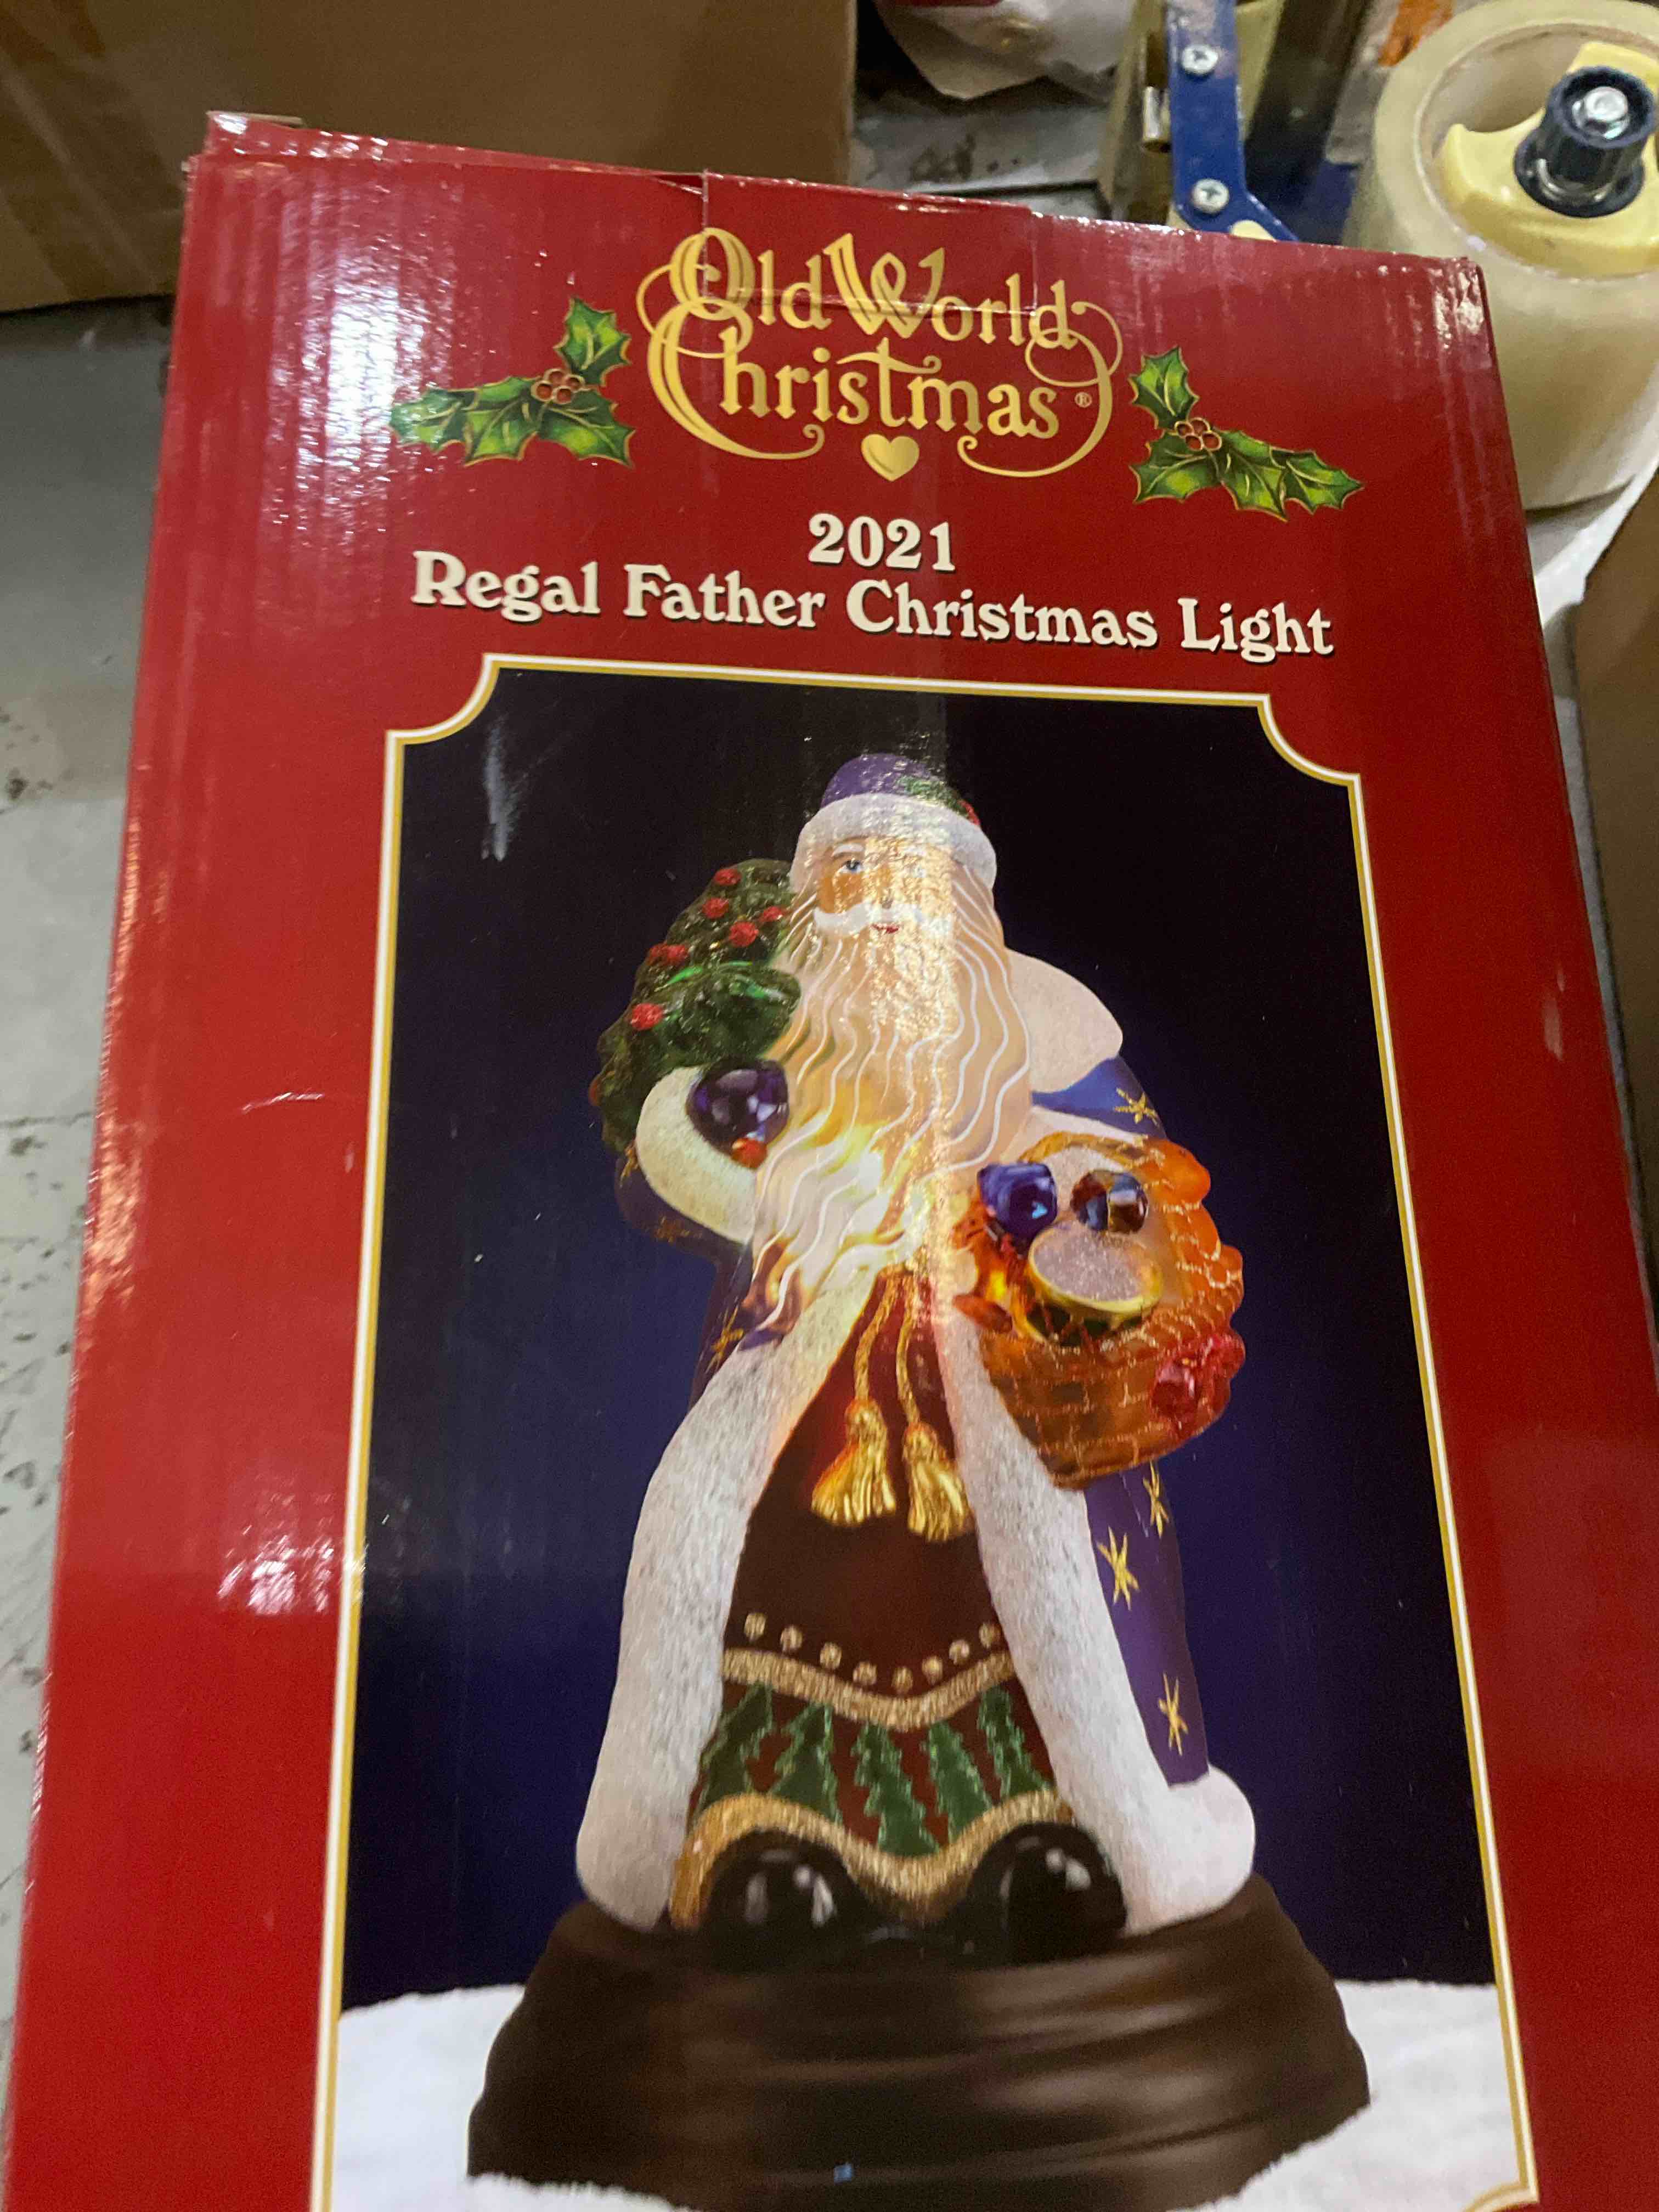 Old World
Christmas®
2021
Regal Father Christmas Light